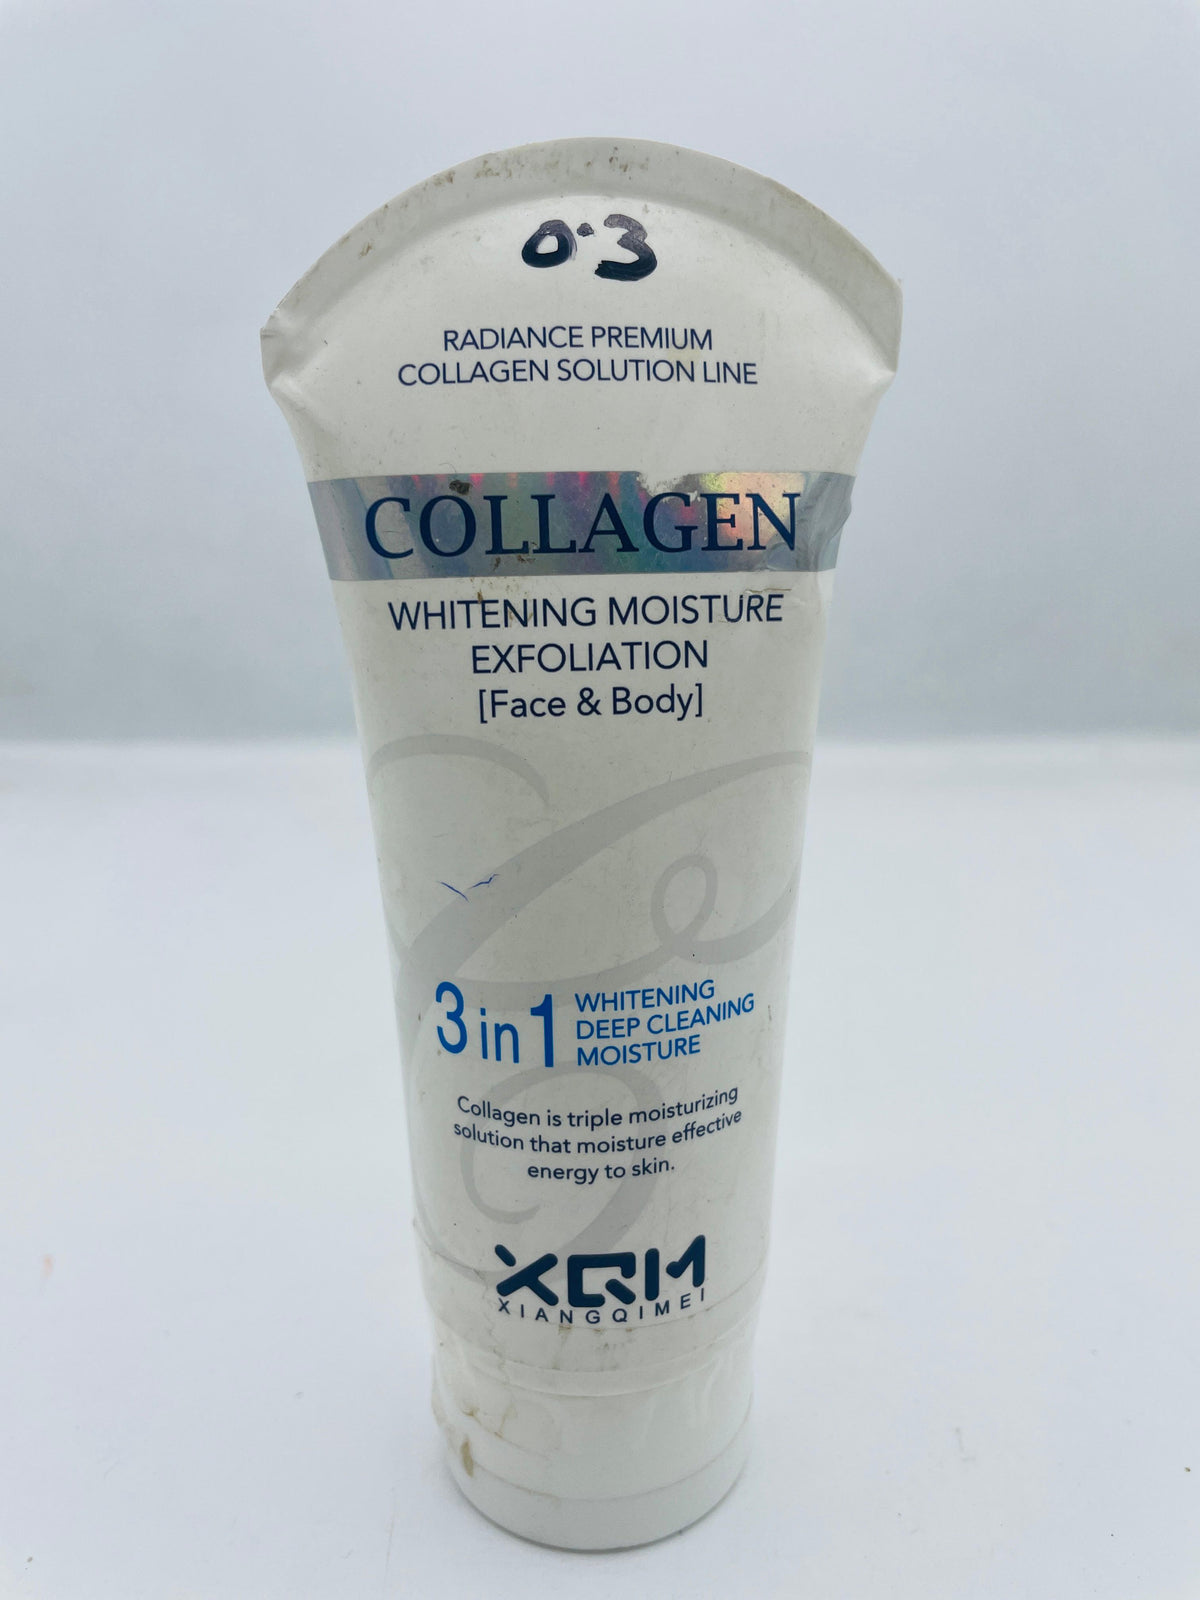 0.3
RADIANCE PREMIUM
COLLAGEN SOLUTION LINE
COLLAGEN
WHITENING MOISTURE
EXFOLIATION
[Face & Body]
3 in 1
WHITENING
DEEP CLEANING
MOISTURE
Collagen is triple moisturizing
solution that moisture effective
energy to skin.
XQM
XIANGQIMEI